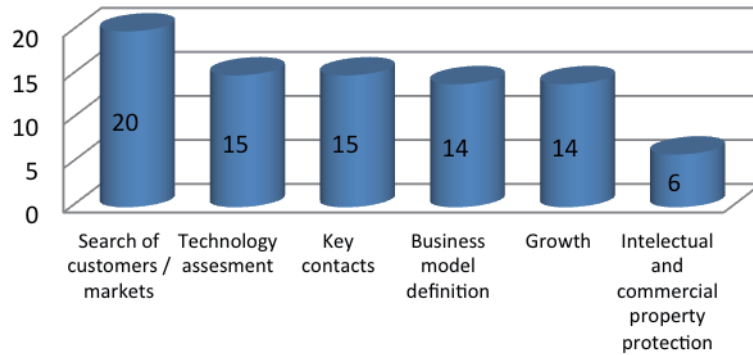 20
15
10
5
0
20
15
15
14
14
6
Search of
customers /
markets
Technology
assesment
Key
contacts
Business
model
definition
Growth
Intelectual
and
commercial
property
protection